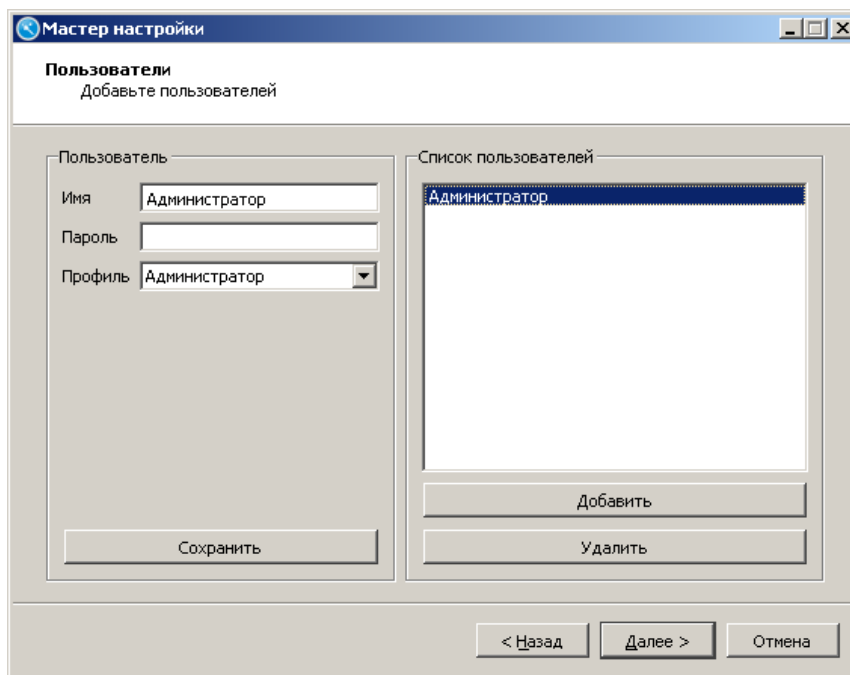 Мастер настройки
Пользователи
Добавьте пользователей
Пользователь
Имя
Администратор
Пароль
Профиль
Администратор
Сохранить
Список пользователей
Администратор
Добавить
Удалить
< Назад
Далее >
Отмена